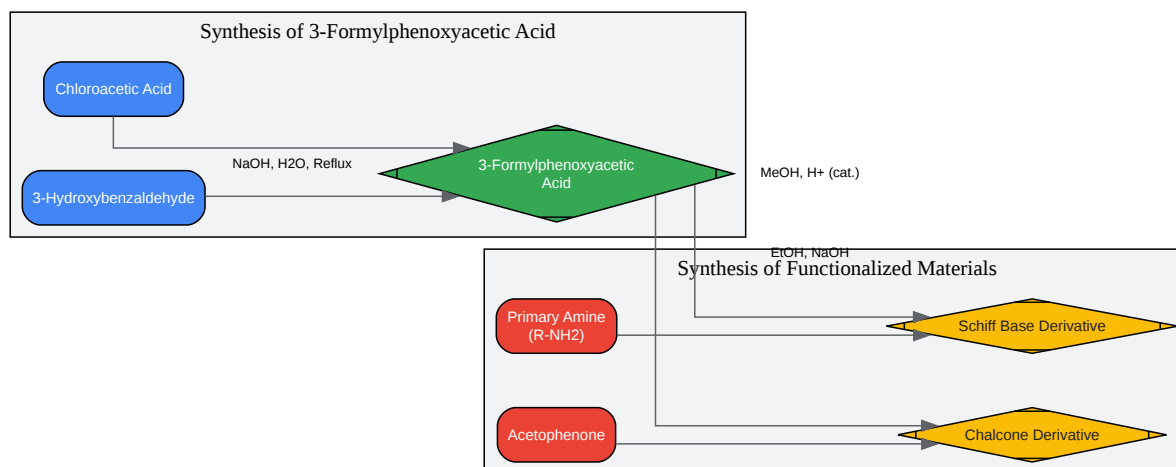 Synthesis of 3-Formylphenoxyacetic Acid
Chloroacetic Acid
NaOH, H2O, Reflux
3-Formylphenoxyacetic
Acid
MeOH, H+ (cat.)
3-Hydroxybenzaldehyde
EtOH, NaOH
Synthesis of Functionalized Materials
Primary Amine
(R-NH2)
Schiff Base Derivative
Acetophenone
Chalcone Derivative